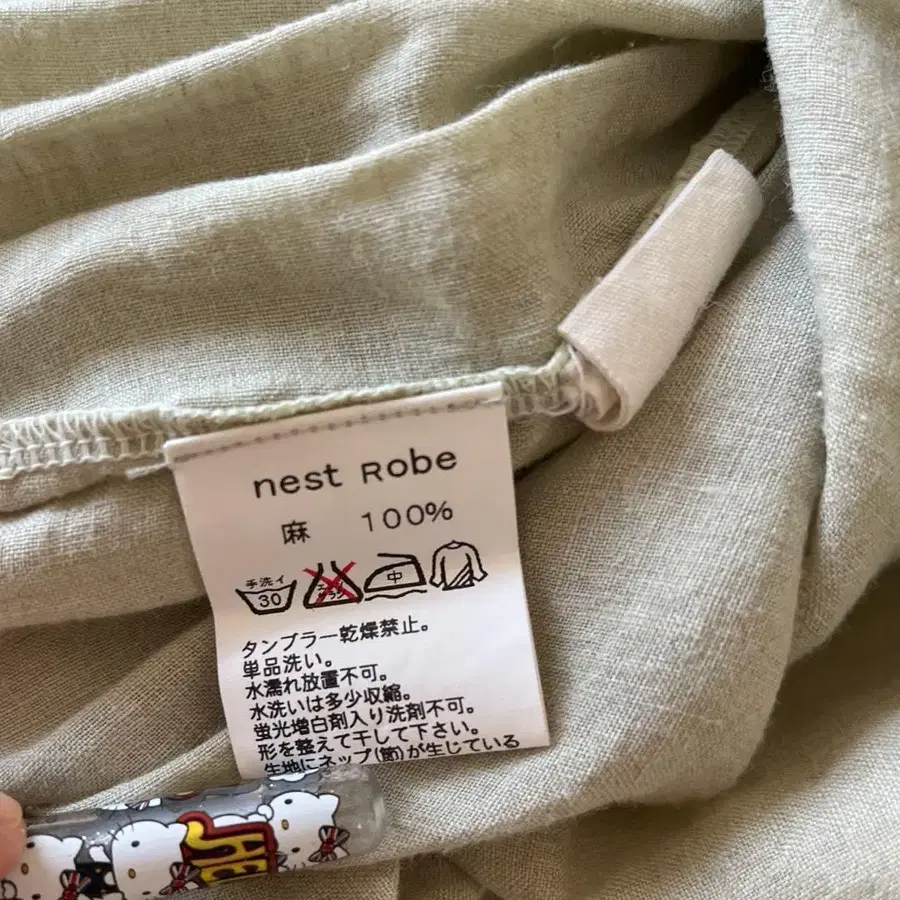 nest Robe
麻 100%
手洗イ
30
中
タンブラー乾燥禁止。
単品洗い。
水濡れ放置不可。
水洗いは多少収縮。
蛍光増白剤入り洗剤不可。
形を整えて干して下さい。
生地にネップ(節)が生じている